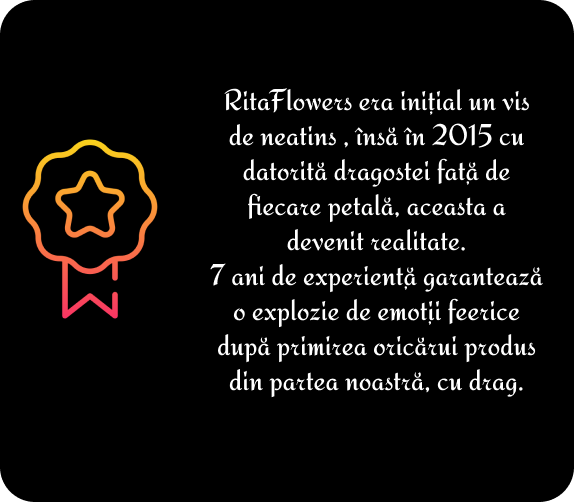 RitaFlowers era inițial un vis
de neatins , însă în 2015 cu
datorită dragostei față de
fiecare petală, aceasta a
devenit realitate.
7 ani de experiență garantează
o explozie de emoții feerice
după primirea oricărui produs
din partea noastră, cu drag.